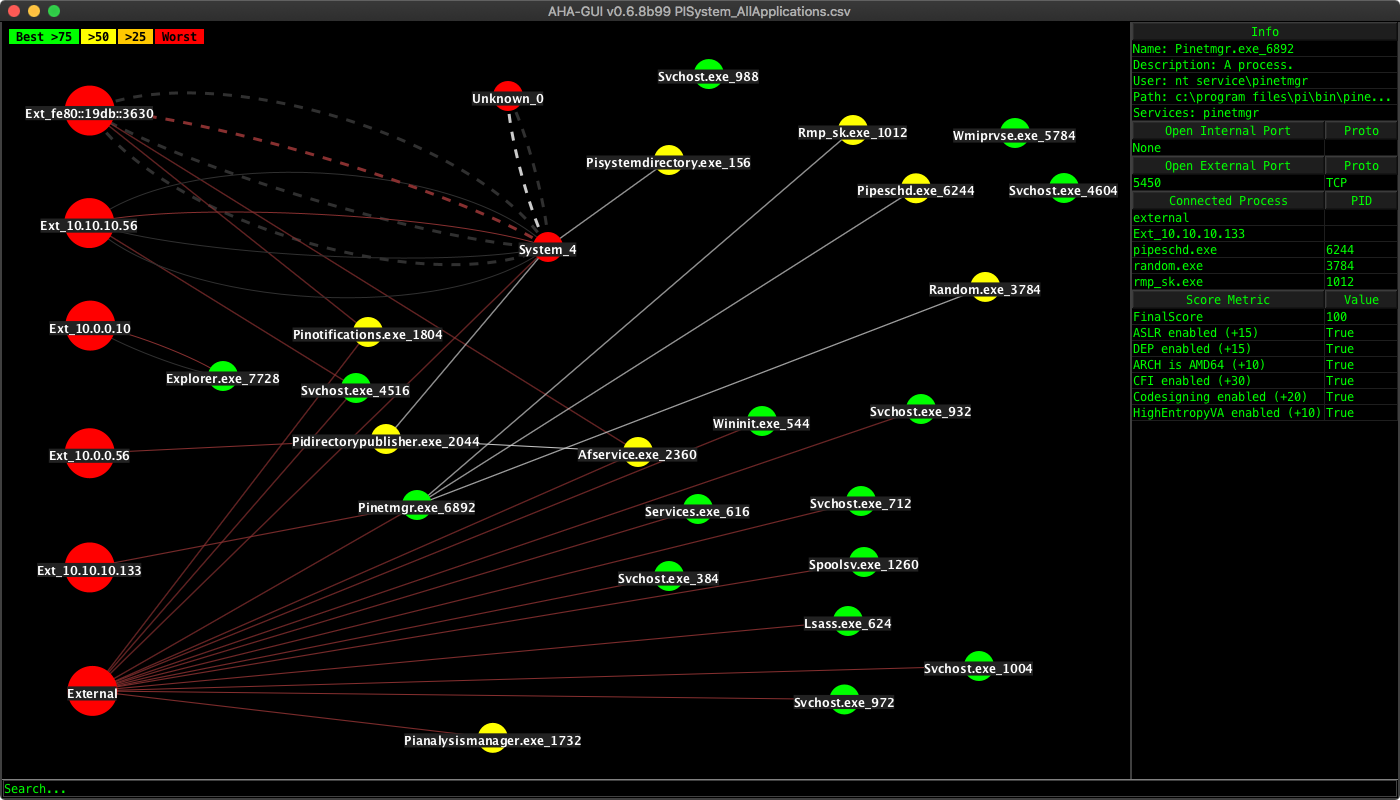 AHA-GUI v0.6.8b99 PISystem_AllApplications.csv
Best >75 >50 >25 Worst
Svchost.exe_988
Unknown_0
Ext_fe80::19db::3630
Rmp_sk.exe_1012
Wmiprvse.exe_5784
Pisystemdirectory.exe_156
Pipeschd.exe_6244
Svchost.exe_4604
Ext_10.10.10.56
System_4
Random.exe_3784
Ext_10.0.0.10
Pinotifications.exe_1804
Explorer.exe_7728
Svchost.exe_4516
Svchost.exe_932
Wininit.exe_544
Pidirectorypublisher.exe_2044
Ext_10.0.0.56
Afservice.exe_2360
Pinetmgr.exe_6892
Services.exe_616
Svchost.exe_712
Ext_10.10.10.133
Svchost.exe_384
Spoolsv.exe_1260
Lsass.exe_624
Svchost.exe_1004
External
Svchost.exe_972
Pianalysismanager.exe_1732
Info
Name: Pinetmgr.exe_6892
Description: A process.
User: nt service\pinetmgr
Path: c:\program files\pi\bin\pine...
Services: pinetmgr
Open Internal Port Proto
None
Open External Port Proto
5450 TCP
Connected Process PID
external
Ext_10.10.10.133
pipeschd.exe 6244
random.exe 3784
rmp_sk.exe 1012
Score Metric Value
FinalScore 100
ASLR enabled (+15) True
DEP enabled (+15) True
ARCH is AMD64 (+10) True
CFI enabled (+30) True
Codesigning enabled (+20) True
HighEntropyVA enabled (+10) True
Search...